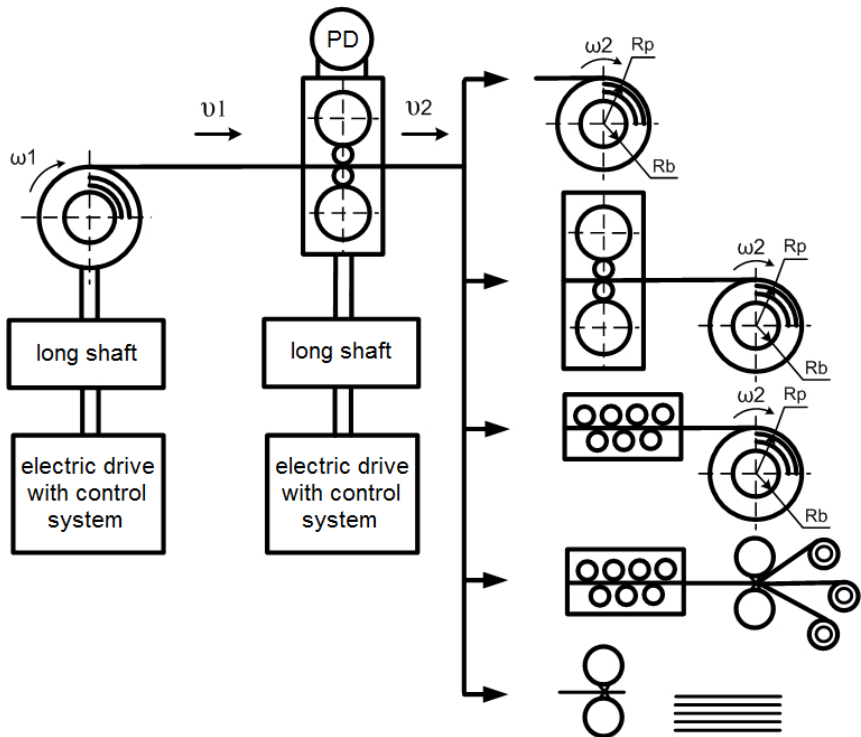 PD
ω2
Rp
υ1
υ2
ω1
Rb
ω2
Rp
long shaft
long shaft
Rb
ω2
Rp
electric drive
with control
system
electric drive
with control
system
Rb